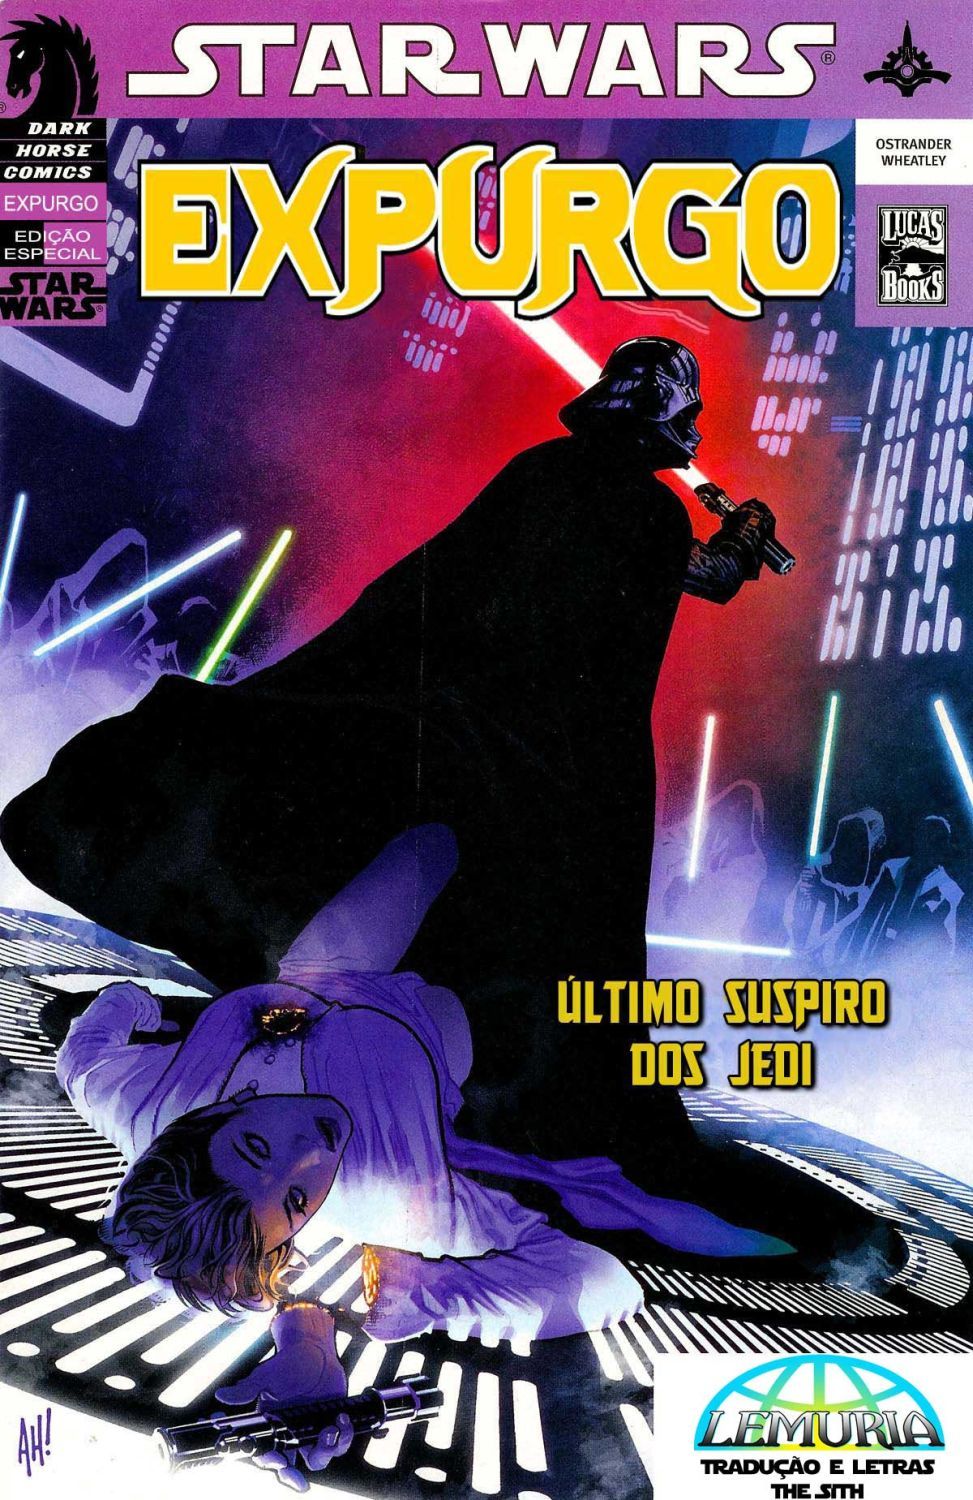 STAR WARS®
DARK
HORSE
COMICS
EXPURGO
EDIÇÃO
ESPECIAL
STAR
WARS®
EXPURGO
OSTRANDER
WHEATLEY
LUCAS
BOOKS
ÚLTIMO SUSPIRO
DOS JEDI
AH!
LEMURIA
TRADUÇÃO E LETRAS
THE SITH